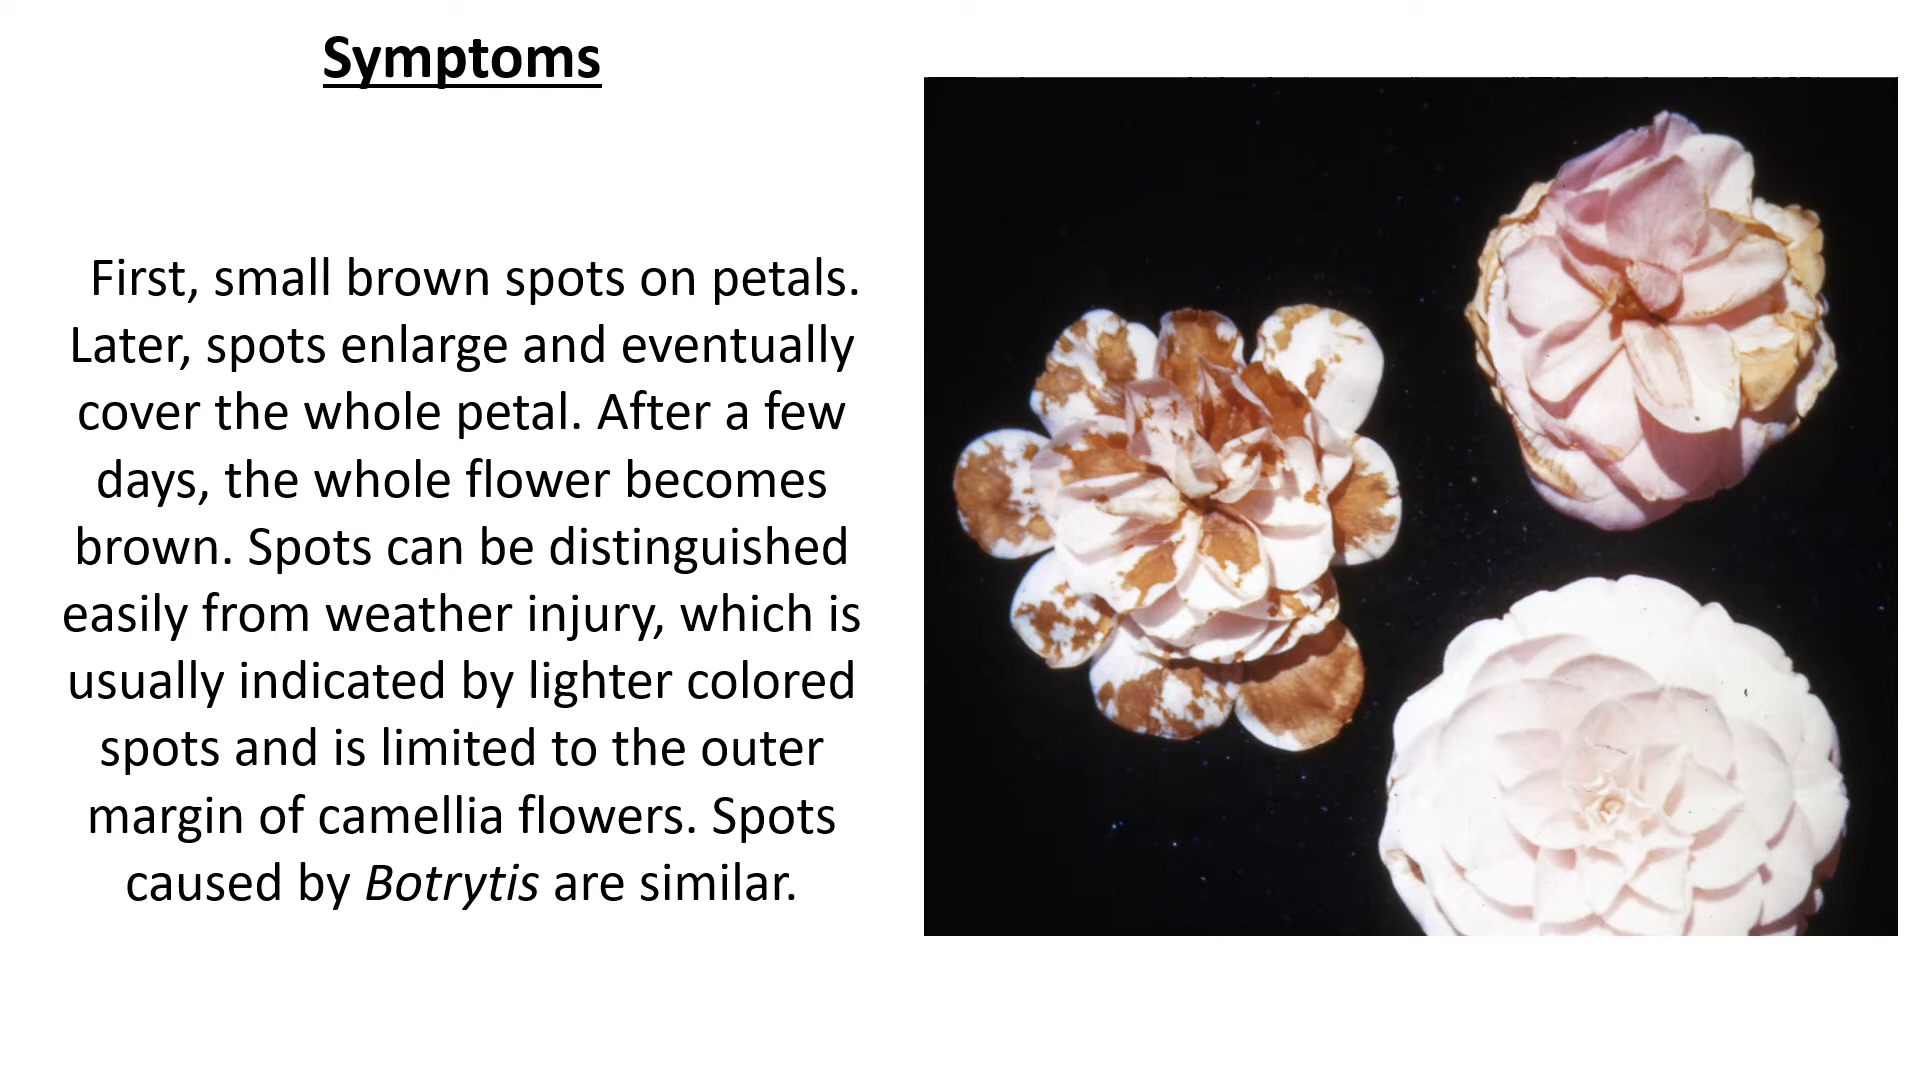 Symptoms
First, small brown spots on petals.
Later, spots enlarge and eventually
cover the whole petal. After a few
days, the whole flower becomes
brown. Spots can be distinguished
easily from weather injury, which is
usually indicated by lighter colored
spots and is limited to the outer
margin of camellia flowers. Spots
caused by Botrytis are similar.